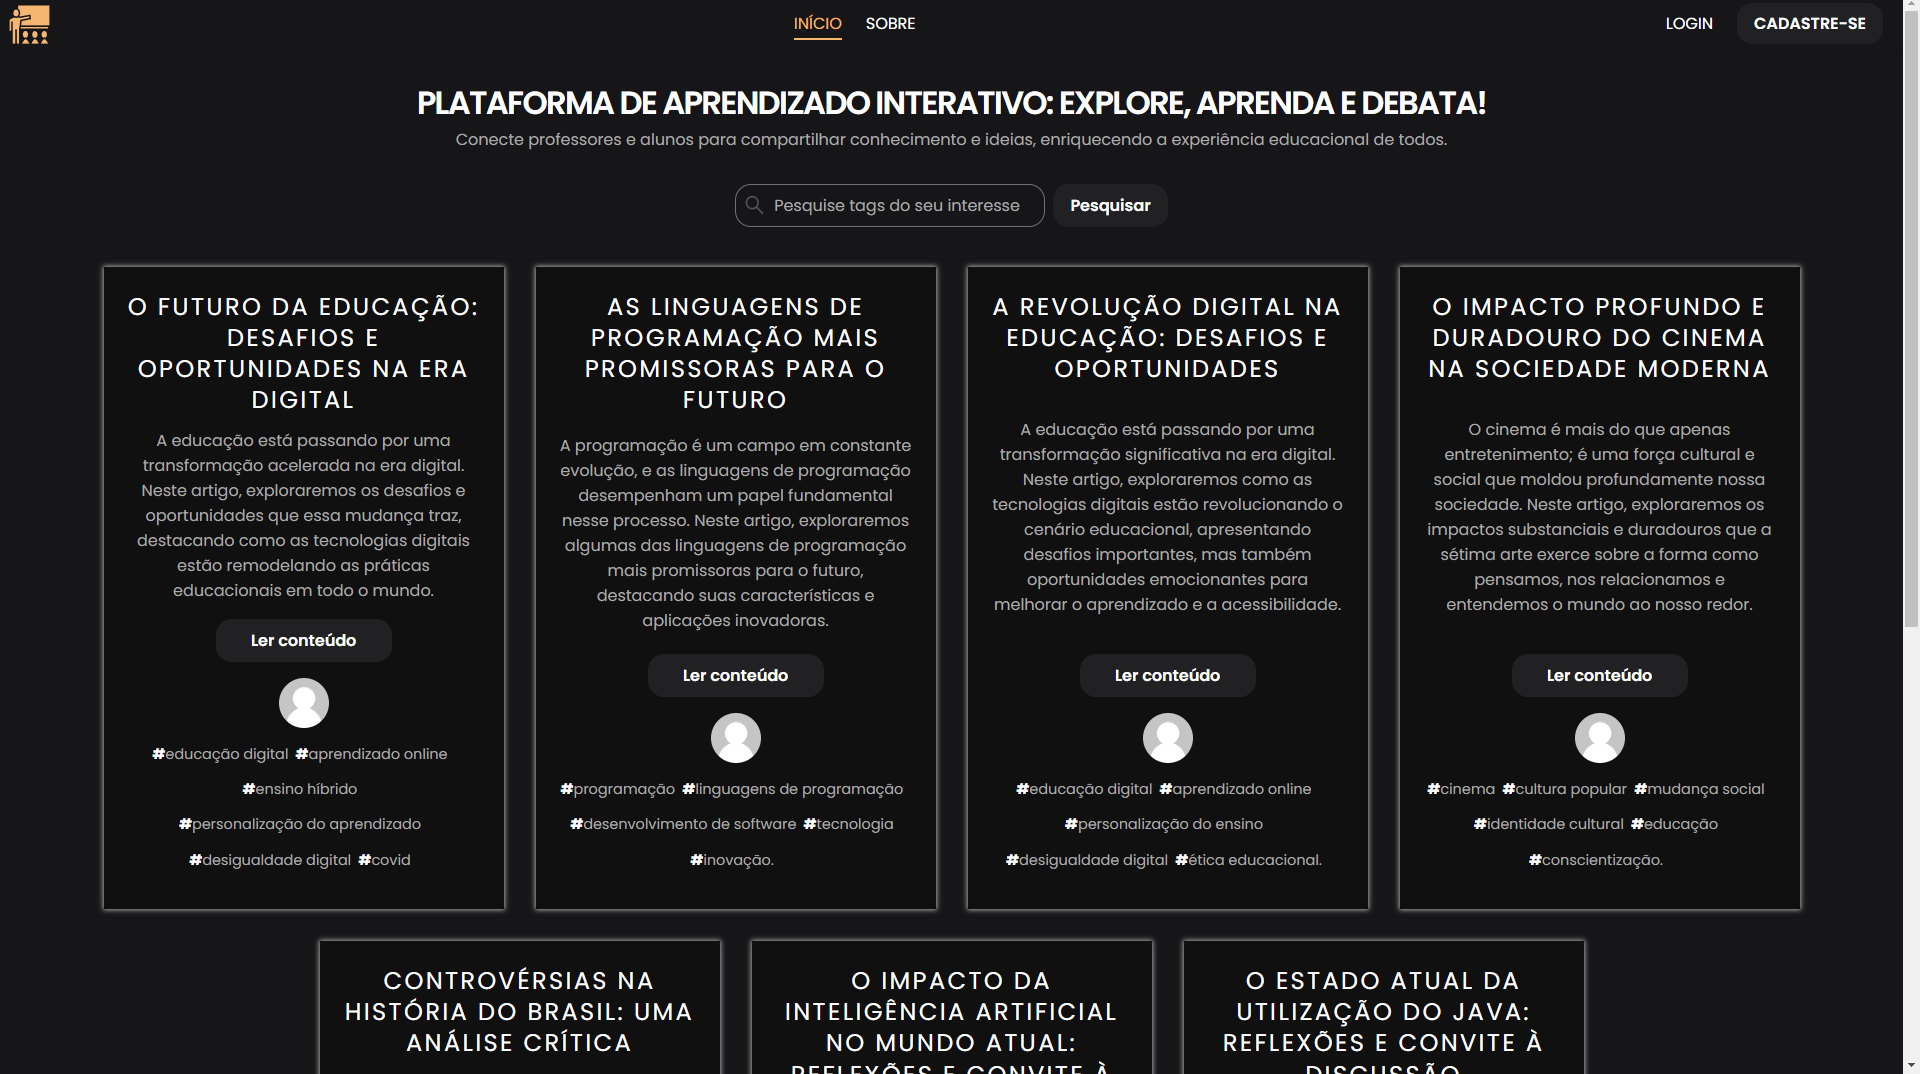 INÍCIO SOBRE LOGIN CADASTRE-SE
PLATAFORMA DE APRENDIZADO INTERATIVO: EXPLORE, APRENDA E DEBATA!
Conecte professores e alunos para compartilhar conhecimento e ideias, enriquecendo a experiência educacional de todos.
Pesquise tags do seu interesse Pesquisar
O FUTURO DA EDUCAÇÃO:
DESAFIOS E
OPORTUNIDADES NA ERA
DIGITAL
A educação está passando por uma
transformação acelerada na era digital.
Neste artigo, exploraremos os desafios e
oportunidades que essa mudança traz,
destacando como as tecnologias digitais
estão remodelando as práticas
educacionais em todo o mundo.
Ler conteúdo
#educação digital #aprendizado online
#ensino híbrido
#personalização do aprendizado
#desigualdade digital #covid
AS LINGUAGENS DE
PROGRAMAÇÃO MAIS
PROMISSORAS PARA O
FUTURO
A programação é um campo em constante
evolução, e as linguagens de programação
desempenham um papel fundamental
nesse processo. Neste artigo, exploraremos
algumas das linguagens de programação
mais promissoras para o futuro,
destacando suas características e
aplicações inovadoras.
Ler conteúdo
#programação #linguagens de programação
#desenvolvimento de software #tecnologia
#inovação.
A REVOLUÇÃO DIGITAL NA
EDUCAÇÃO: DESAFIOS E
OPORTUNIDADES
A educação está passando por uma
transformação significativa na era digital.
Neste artigo, exploraremos como as
tecnologias digitais estão revolucionando o
cenário educacional, apresentando
desafios importantes, mas também
oportunidades emocionantes para
melhorar o aprendizado e a acessibilidade.
Ler conteúdo
#educação digital #aprendizado online
#personalização do ensino
#desigualdade digital #ética educacional.
O IMPACTO PROFUNDO E
DURADOURO DO CINEMA
NA SOCIEDADE MODERNA
O cinema é mais do que apenas
entretenimento; é uma força cultural e
social que moldou profundamente nossa
sociedade. Neste artigo, exploraremos os
impactos substanciais e duradouros que a
sétima arte exerce sobre a forma como
pensamos, nos relacionamos e
entendemos o mundo ao nosso redor.
Ler conteúdo
#cinema #cultura popular #mudança social
#identidade cultural #educação
#conscientização.
CONTROVÉRSIAS NA
HISTÓRIA DO BRASIL: UMA
ANÁLISE CRÍTICA
O IMPACTO DA
INTELIGÊNCIA ARTIFICIAL
NO MUNDO ATUAL:
REFLEXÕES E CONVITE À
O ESTADO ATUAL DA
UTILIZAÇÃO DO JAVA:
REFLEXÕES E CONVITE À
DISCUSSÃO